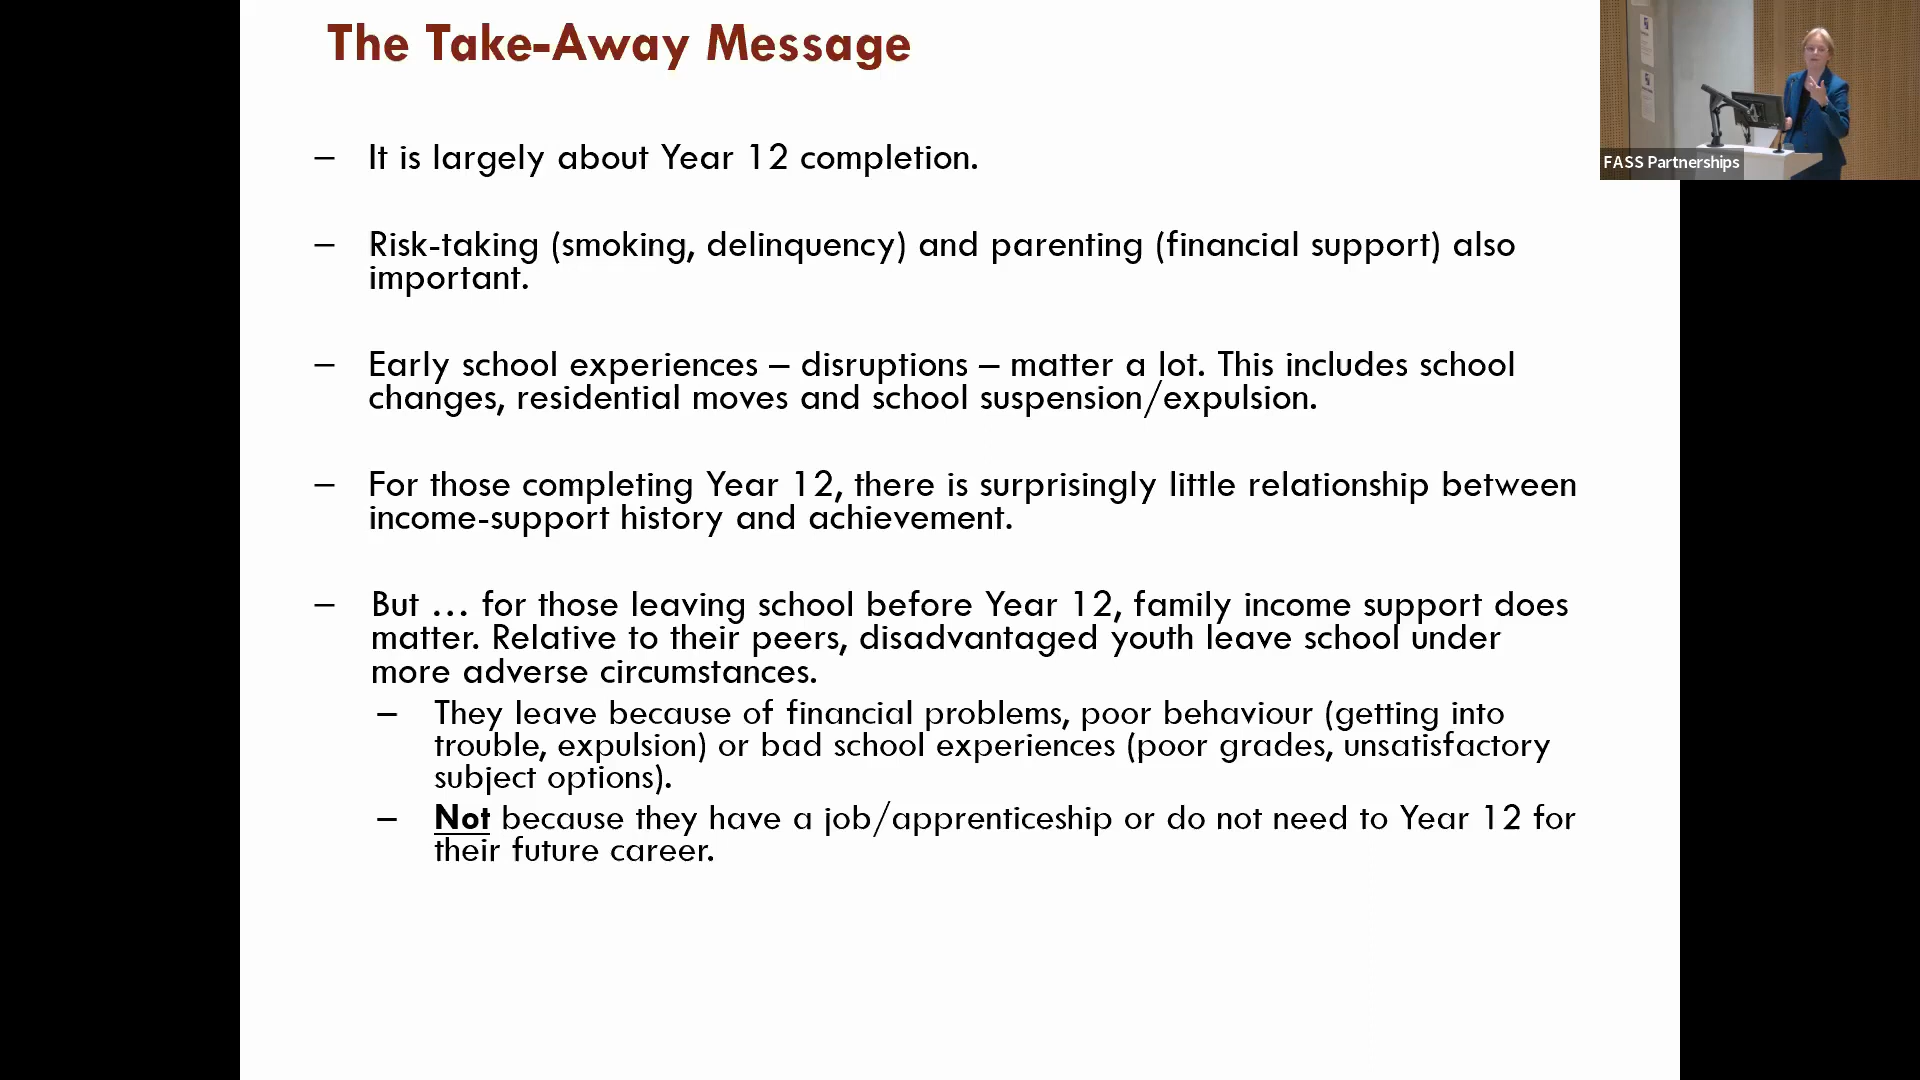 The Take-Away Message
– It is largely about Year 12 completion.
– Risk-taking (smoking, delinquency) and parenting (financial support) also
important.
– Early school experiences – disruptions – matter a lot. This includes school
changes, residential moves and school suspension/expulsion.
– For those completing Year 12, there is surprisingly little relationship between
income-support history and achievement.
– But … for those leaving school before Year 12, family income support does
matter. Relative to their peers, disadvantaged youth leave school under
more adverse circumstances.
– They leave because of financial problems, poor behaviour (getting into
trouble, expulsion) or bad school experiences (poor grades, unsatisfactory
subject options).
– Not because they have a job/apprenticeship or do not need to Year 12 for
their future career.
FASS Partnerships